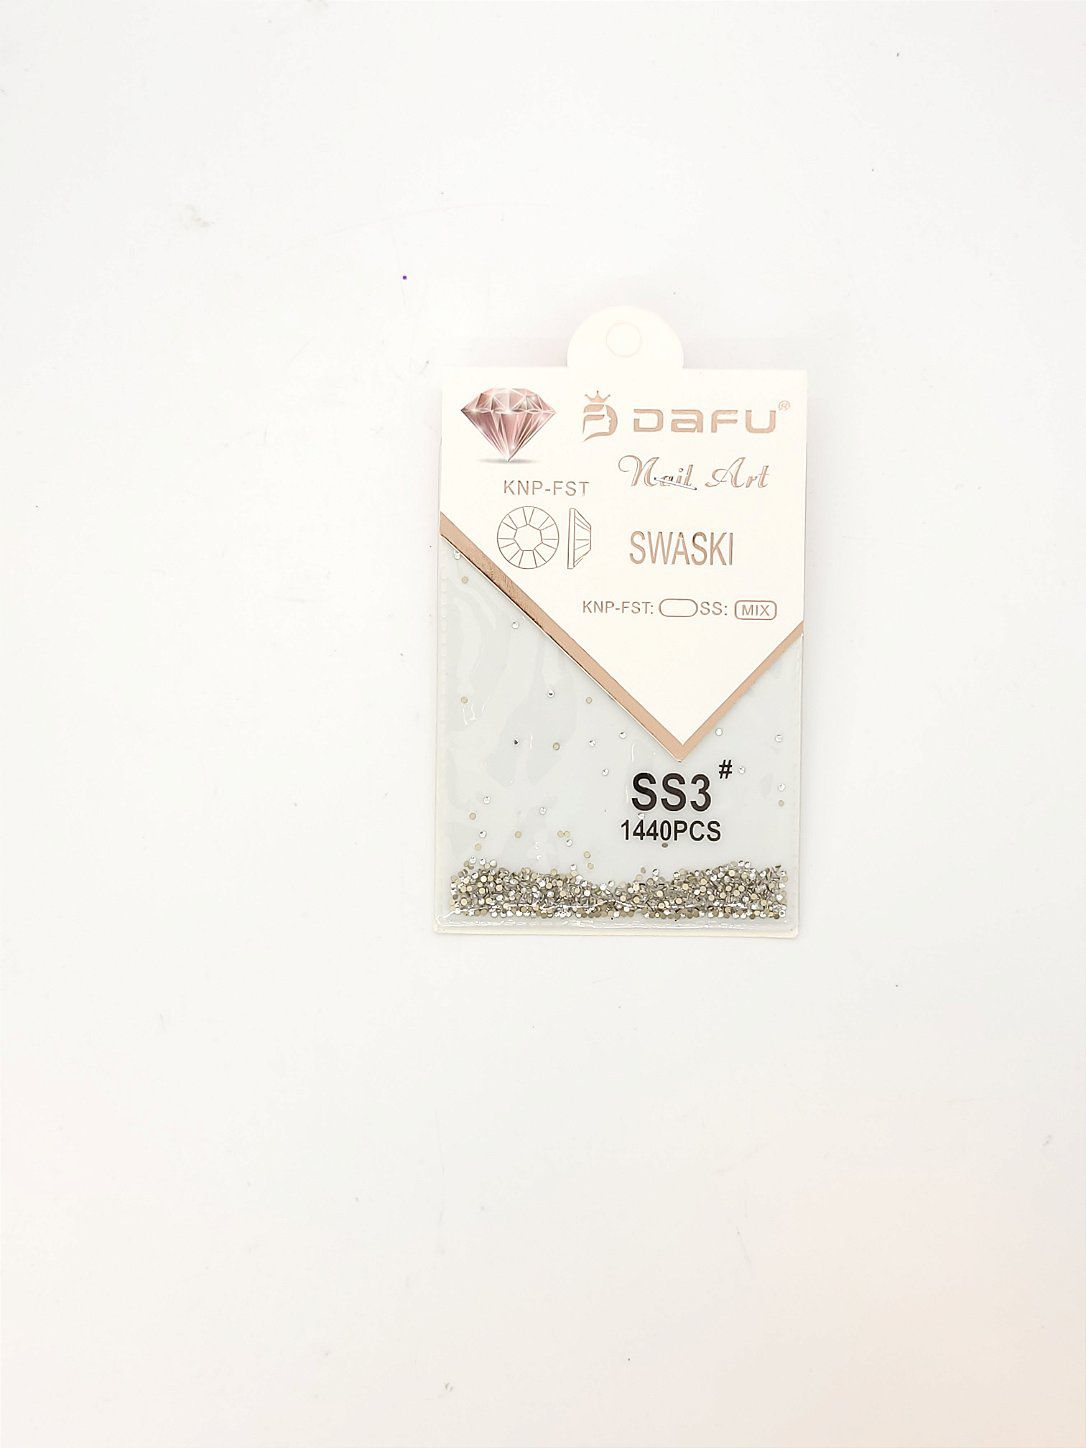 DAFU®
Nail Art
KNP-FST
SWASKI
KNP-FST: SS: MIX
SS3#
1440PCS